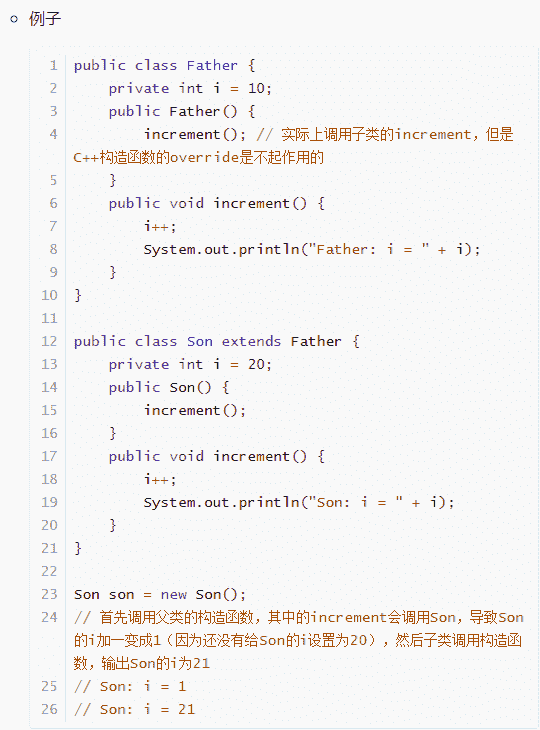 例子
1 public class Father {
2 private int i = 10;
3 public Father() {
4 increment(); // 实际上调用子类的increment，但是
C++构造函数的override是不起作用的
5 }
6 public void increment() {
7 i++;
8 System.out.println("Father: i = " + i);
9 }
10 }
11
12 public class Son extends Father {
13 private int i = 20;
14 public Son() {
15 increment();
16 }
17 public void increment() {
18 i++;
19 System.out.println("Son: i = " + i);
20 }
21 }
22
23 Son son = new Son();
24 // 首先调用父类的构造函数，其中的increment会调用Son，导致Son
的i加一变成1（因为还没有给Son的i设置为20），然后子类调用构造函
数，输出Son的i为21
25 // Son: i = 1
26 // Son: i = 21